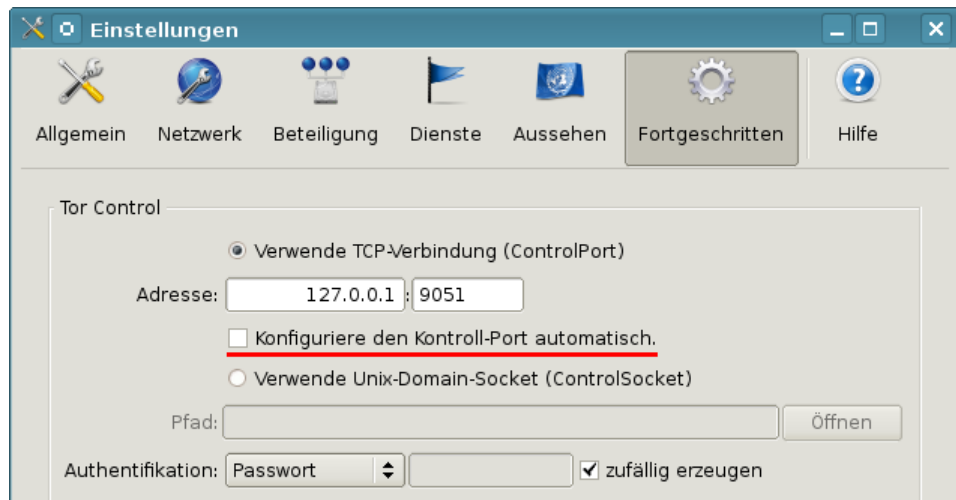 Einstellungen
Allgemein Netzwerk Beteiligung Dienste Aussehen Fortgeschritten Hilfe
Tor Control
Verwende TCP-Verbindung (ControlPort)
Adresse: 127.0.0.1 : 9051
Konfiguriere den Kontroll-Port automatisch.
Verwende Unix-Domain-Socket (ControlSocket)
Pfad: Öffnen
Authentifikation: Passwort zufällig erzeugen